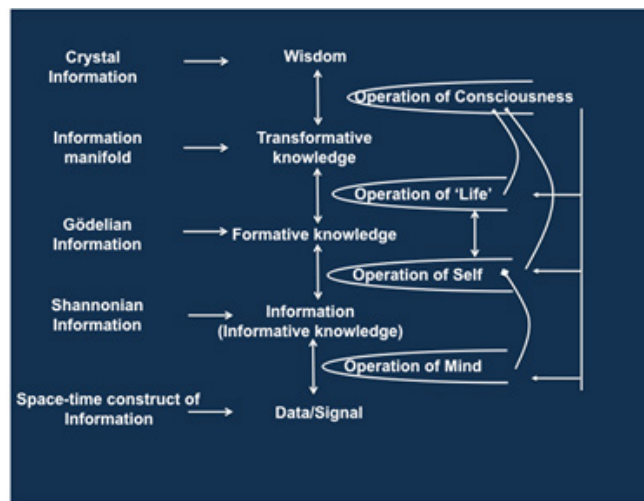 Crystal
Information
Wisdom
Operation of Consciousness
Information
manifold
Transformative
knowledge
Operation of ‘Life’
Gödelian
Information
Formative knowledge
Operation of Self
Shannonian
Information
Information
(Informative knowledge)
Operation of Mind
Space-time construct of
Information
Data/Signal